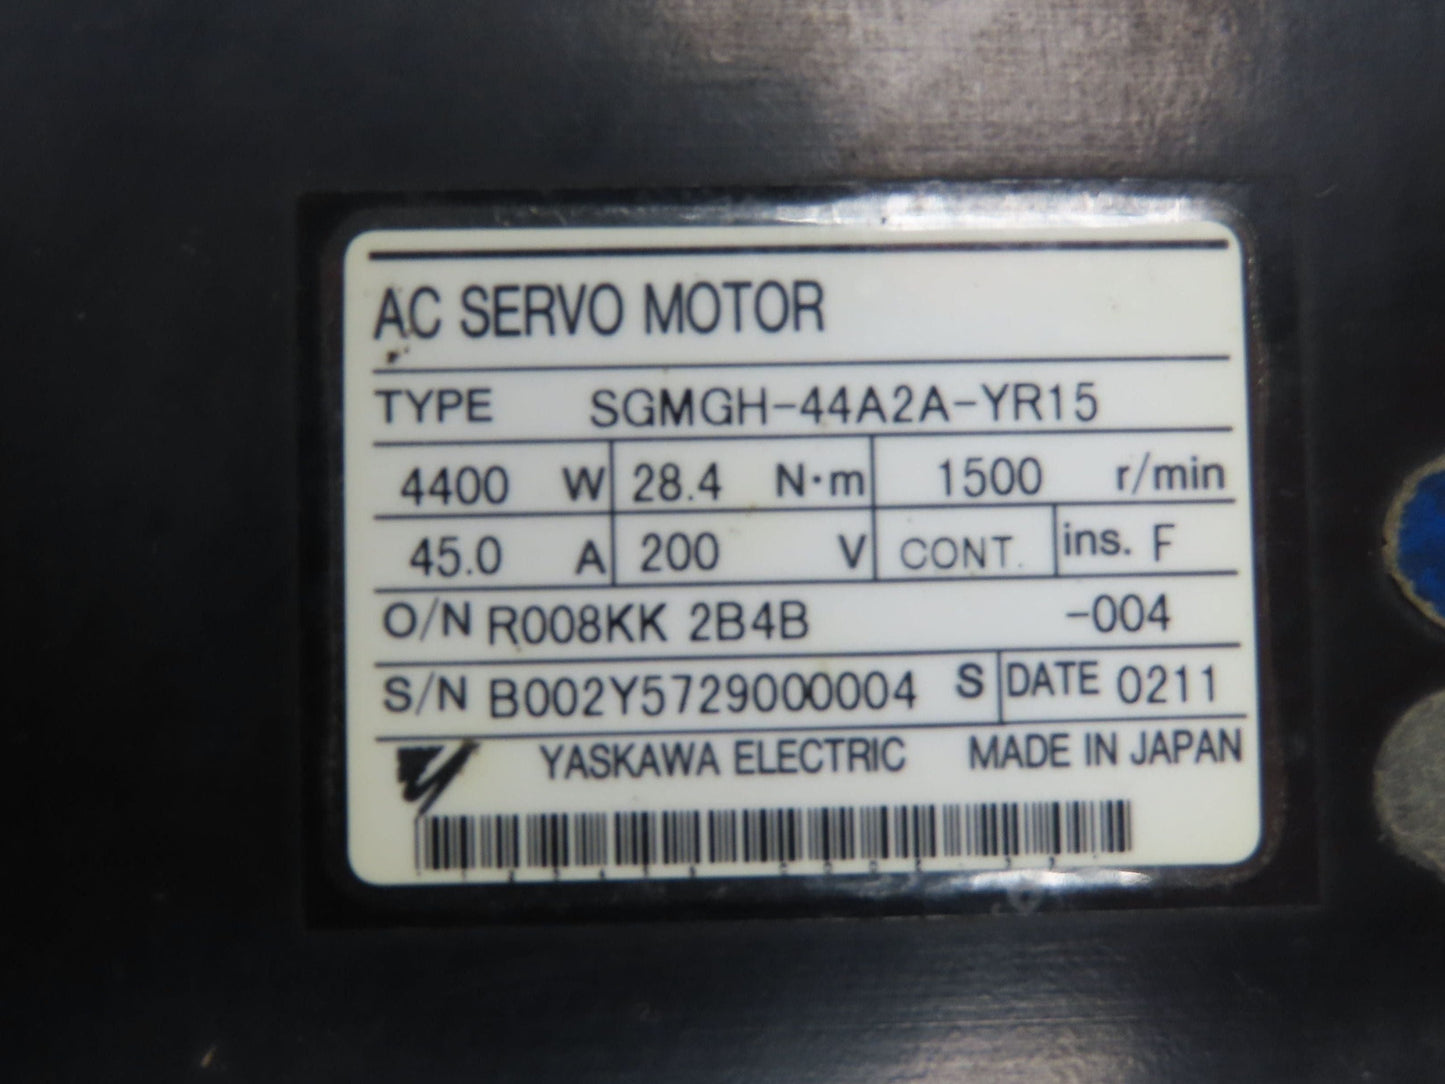 AC SERVO MOTOR
TYPE SGMGH-44A2A-YR15
4400 W 28.4 N·m 1500 r/min
45.0 A 200 V CONT. ins. F
O/N R008KK 2B4B -004
S/N B002Y5729000004 S DATE 0211
YASKAWA ELECTRIC MADE IN JAPAN